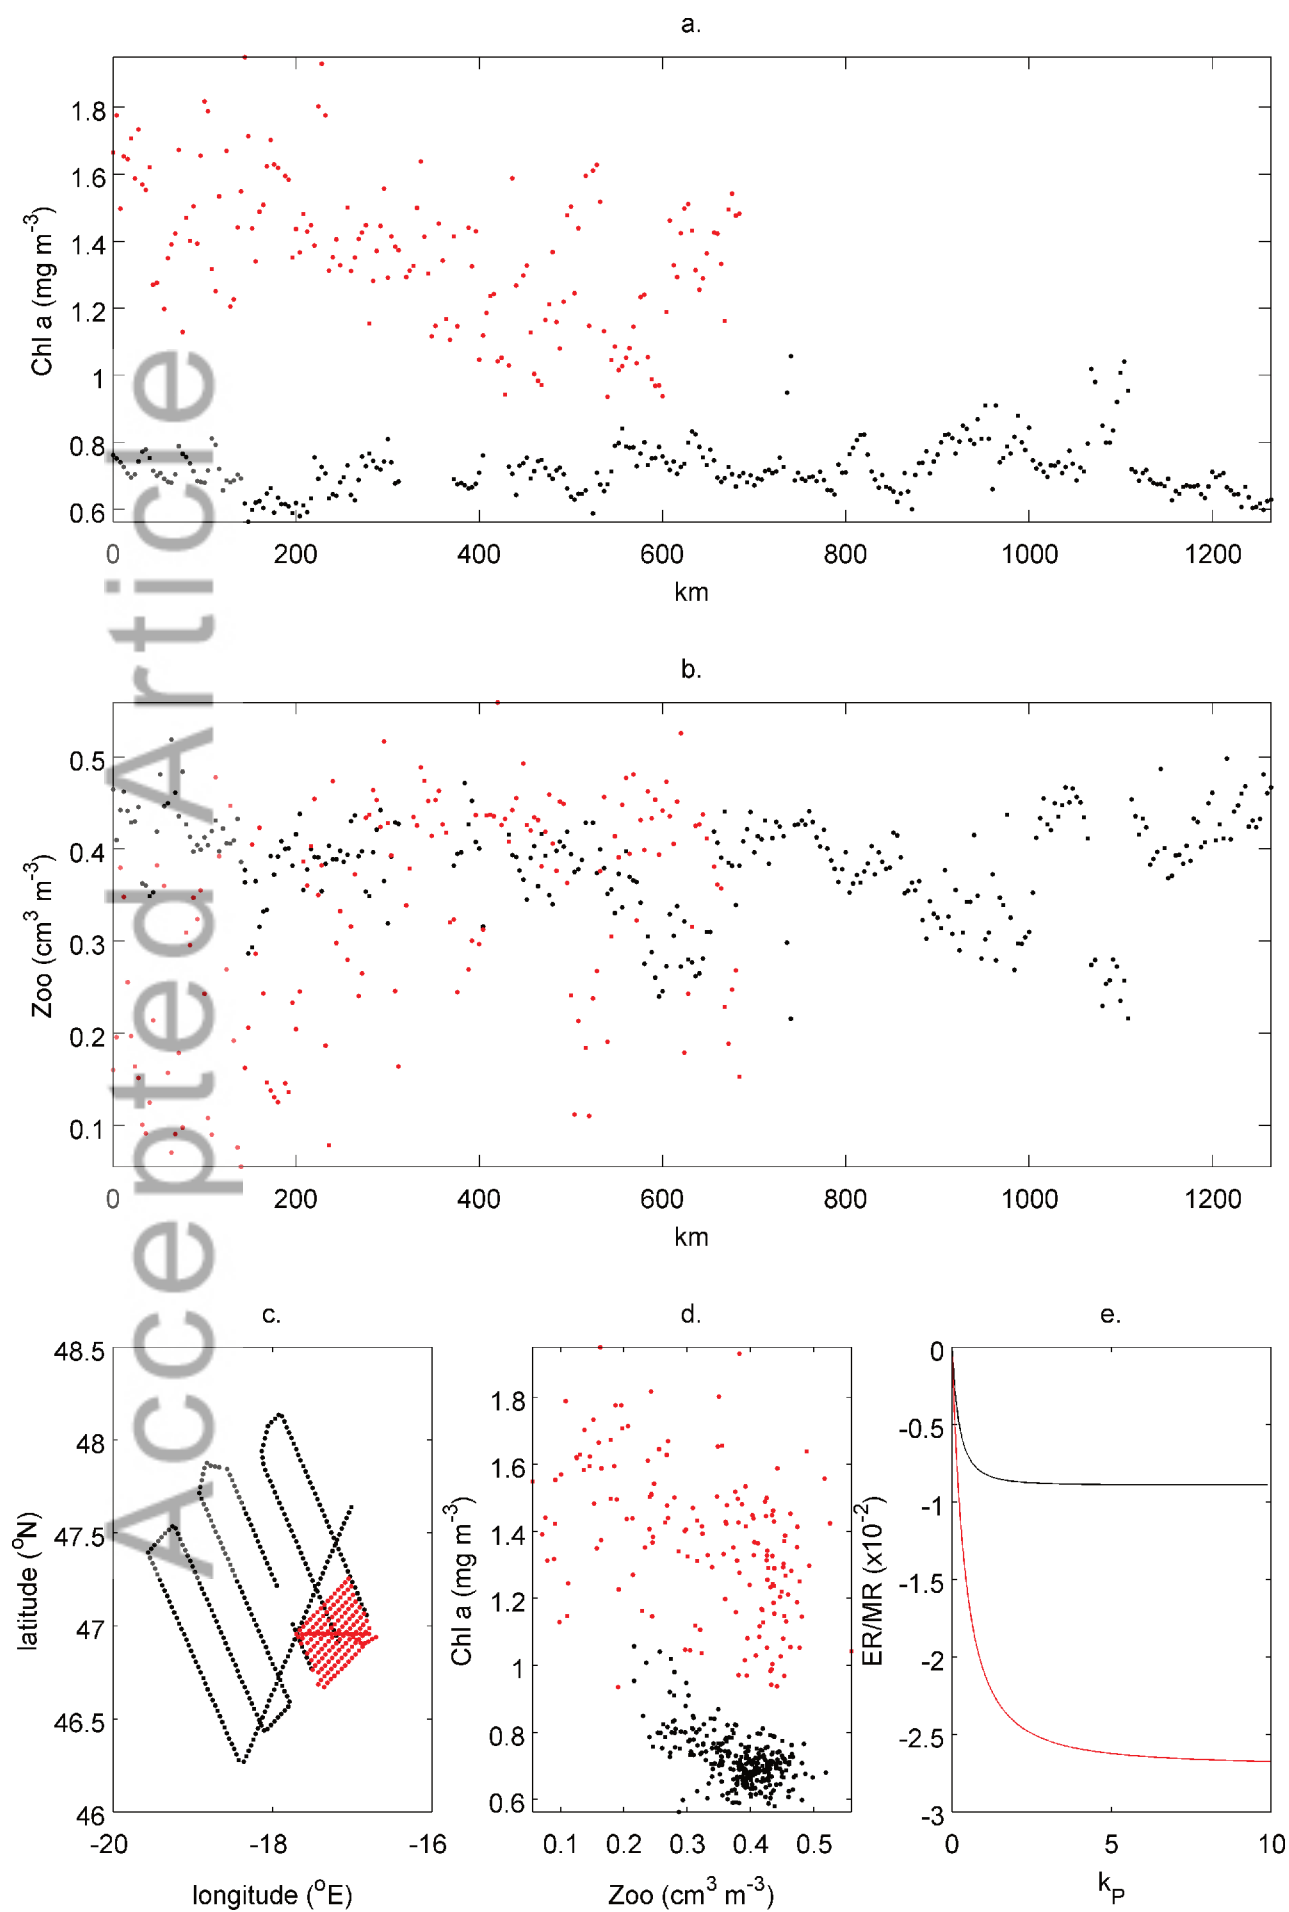 a.
1.8
1.6
1.4
1.2
1
0.8
0.6
Chl a (mg m⁻³)
0 200 400 600 800 1000 1200
km
b.
0.5
0.4
0.3
0.2
0.1
Zoo (cm³ m⁻³)
0 200 400 600 800 1000 1200
km
c.
48.5
48
47.5
47
46.5
46
latitude (°N)
-20 -18 -16
longitude (°E)
d.
1.8
1.6
1.4
1.2
1
0.8
0.6
Chl a (mg m⁻³)
0.1 0.2 0.3 0.4 0.5
Zoo (cm³ m⁻³)
e.
0
-0.5
-1
-1.5
-2
-2.5
-3
ER/MR (x10⁻²)
0 5 10
k_P
Accepted Article